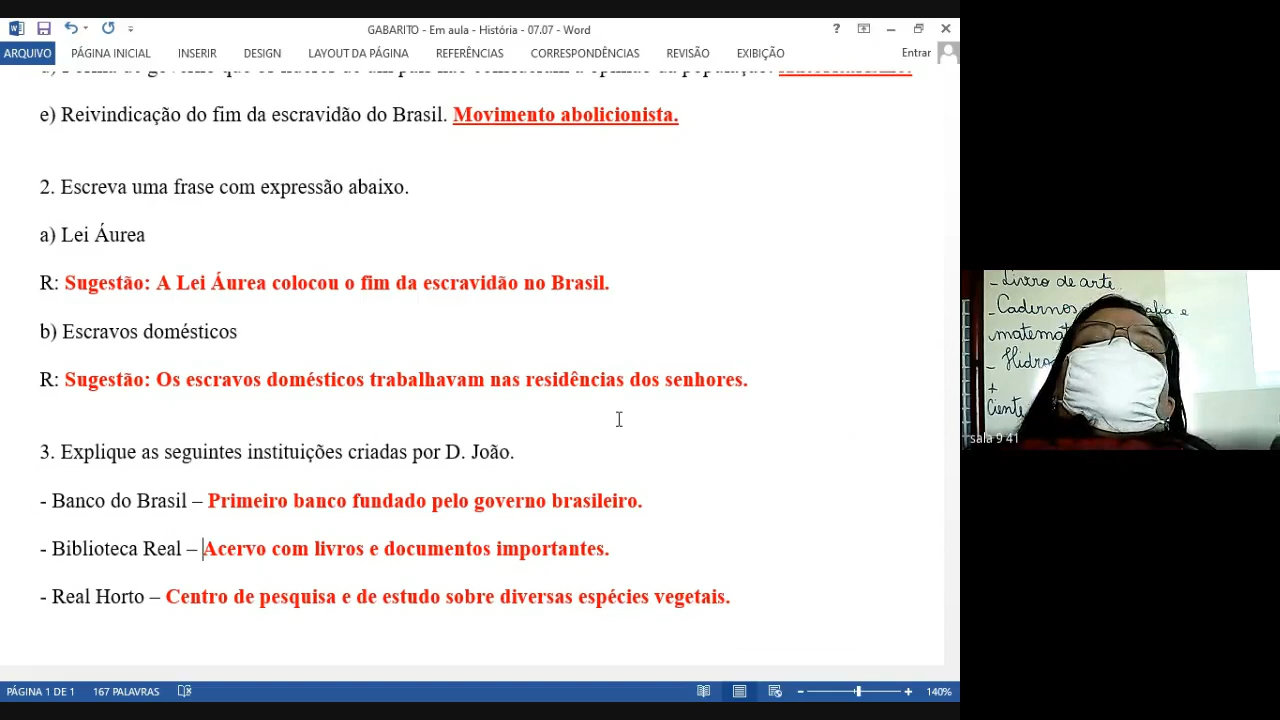 GABARITO - Em aula - História - 07.07 - Word
?
ARQUIVO PÁGINA INICIAL INSERIR DESIGN LAYOUT DA PÁGINA REFERÊNCIAS CORRESPONDÊNCIAS REVISÃO EXIBIÇÃO Entrar
e) Reivindicação do fim da escravidão do Brasil. Movimento abolicionista.
2. Escreva uma frase com expressão abaixo.
a) Lei Áurea
R: Sugestão: A Lei Áurea colocou o fim da escravidão no Brasil.
b) Escravos domésticos
R: Sugestão: Os escravos domésticos trabalhavam nas residências dos senhores.
3. Explique as seguintes instituições criadas por D. João.
- Banco do Brasil – Primeiro banco fundado pelo governo brasileiro.
- Biblioteca Real – Acervo com livros e documentos importantes.
- Real Horto – Centro de pesquisa e de estudo sobre diversas espécies vegetais.
PÁGINA 1 DE 1 167 PALAVRAS 140%
- Livro de arte
- Cadernos
e
- Hidro
+
sala 9 41